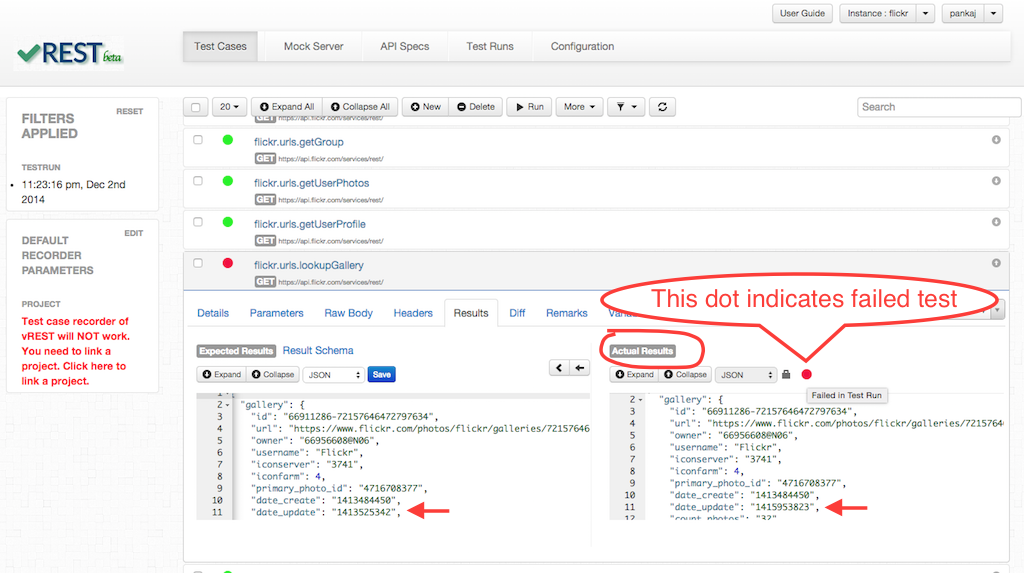 User Guide
Instance : flickr
pankaj
REST beta
Test Cases
Mock Server
API Specs
Test Runs
Configuration
FILTERS APPLIED
RESET
TESTRUN
11:23:16 pm, Dec 2nd
2014
DEFAULT
RECORDER
PARAMETERS
EDIT
PROJECT
Test case recorder of
vREST will NOT work.
You need to link a
project. Click here to
link a project.
20
Expand All
Collapse All
New
Delete
Run
More
Search
GET https://api.flickr.com/services/rest/
flickr.urls.getGroup
GET https://api.flickr.com/services/rest/
flickr.urls.getUserPhotos
GET https://api.flickr.com/services/rest/
flickr.urls.getUserProfile
GET https://api.flickr.com/services/rest/
flickr.urls.lookupGallery
GET https://api.flickr.com/services/rest/
This dot indicates failed test
Details
Parameters
Raw Body
Headers
Results
Diff
Remarks
Expected Results
Result Schema
Expand
Collapse
JSON
Save
2 "gallery": {
3 "id": "66911286-72157646472797634",
4 "url": "https://www.flickr.com/photos/flickr/galleries/7215764
5 "owner": "66956608@N06",
6 "username": "Flickr",
7 "iconserver": "3741",
8 "iconfarm": 4,
9 "primary_photo_id": "4716708377",
10 "date_create": "1413484450",
11 "date_update": "1413525342",
Actual Results
Expand
Collapse
JSON
Failed in Test Run
2 "gallery": {
3 "id": "66911286-72157646472797634",
4 "url": "https://www.flickr.com/photos/flickr/galleries/7215764
5 "owner": "66956608@N06",
6 "username": "Flickr",
7 "iconserver": "3741",
8 "iconfarm": 4,
9 "primary_photo_id": "4716708377",
10 "date_create": "1413484450",
11 "date_update": "1415953823",
12 "count_photos": "32"